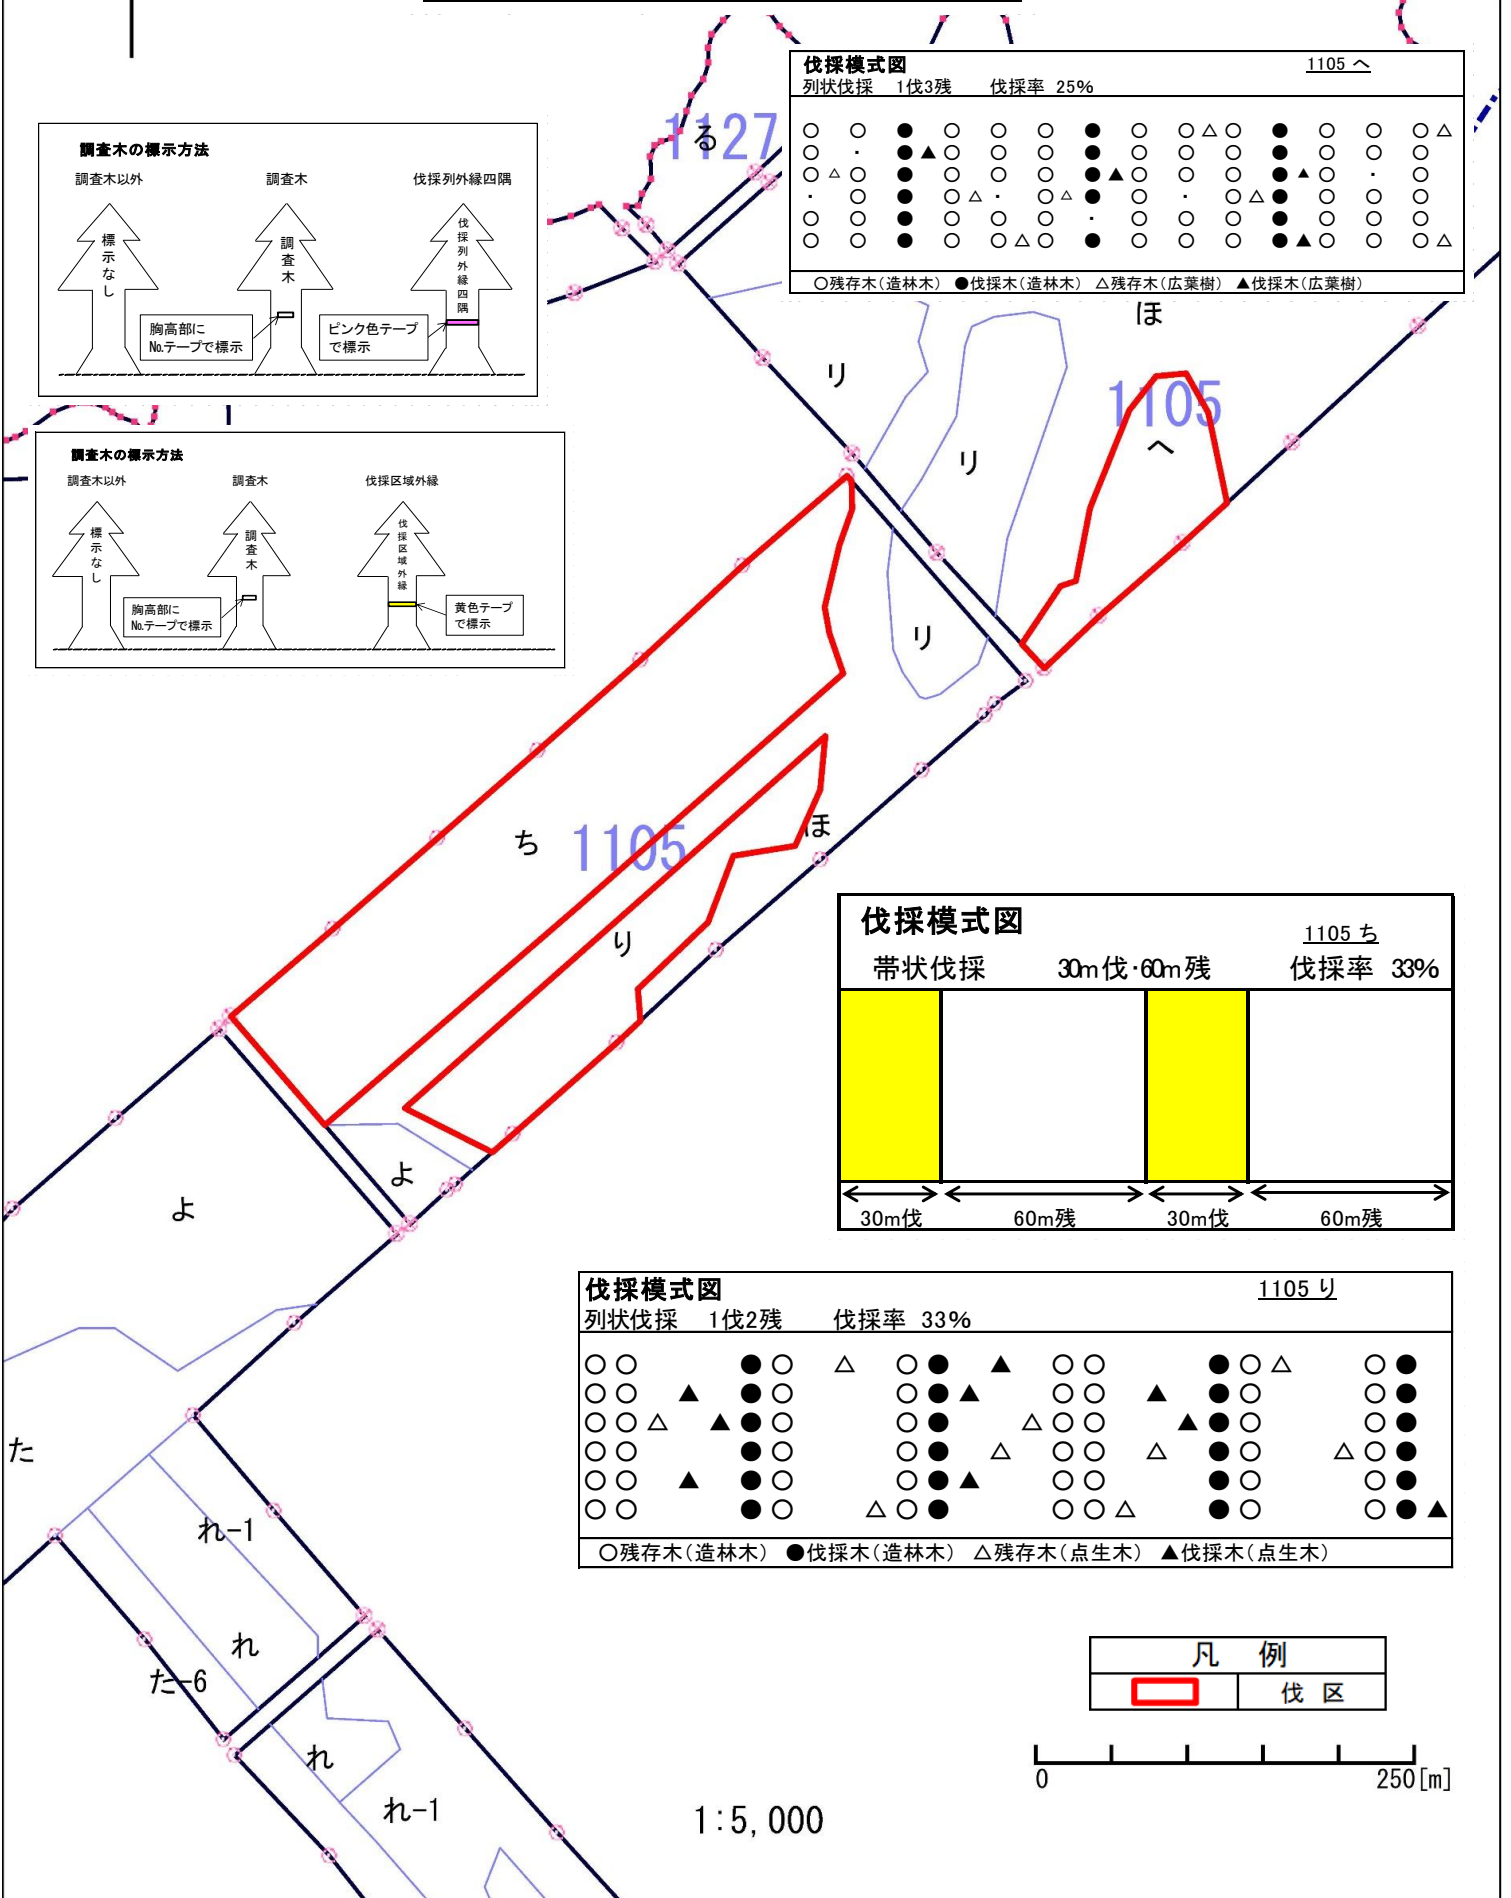 伐採模式図
1105 へ
列状伐採 1伐3残 伐採率 25%
○残存木(造林木) ●伐採木(造林木) △残存木(広葉樹) ▲伐採木(広葉樹)
調査木の標示方法
調査木以外 調査木 伐採列外縁四隅
標示なし
調査木
伐採列外縁四隅
胸高部に
No.テープで標示
ピンク色テープ
で標示
1127
る
ほ
リ
1105
へ
リ
調査木の標示方法
調査木以外 調査木 伐採区域外縁
標示なし
調査木
伐採区域外縁
胸高部に
No.テープで標示
黄色テープ
で標示
リ
ち
1105
ほ
り
伐採模式図
1105 ち
帯状伐採 30m伐・60m残 伐採率 33%
30m伐 60m残 30m伐 60m残
よ
よ
伐採模式図
1105 り
列状伐採 1伐2残 伐採率 33%
○残存木(造林木) ●伐採木(造林木) △残存木(点生木) ▲伐採木(点生木)
た
れ-1
れ
た-6
れ
れ-1
凡 例
伐 区
0 250[m]
1:5,000